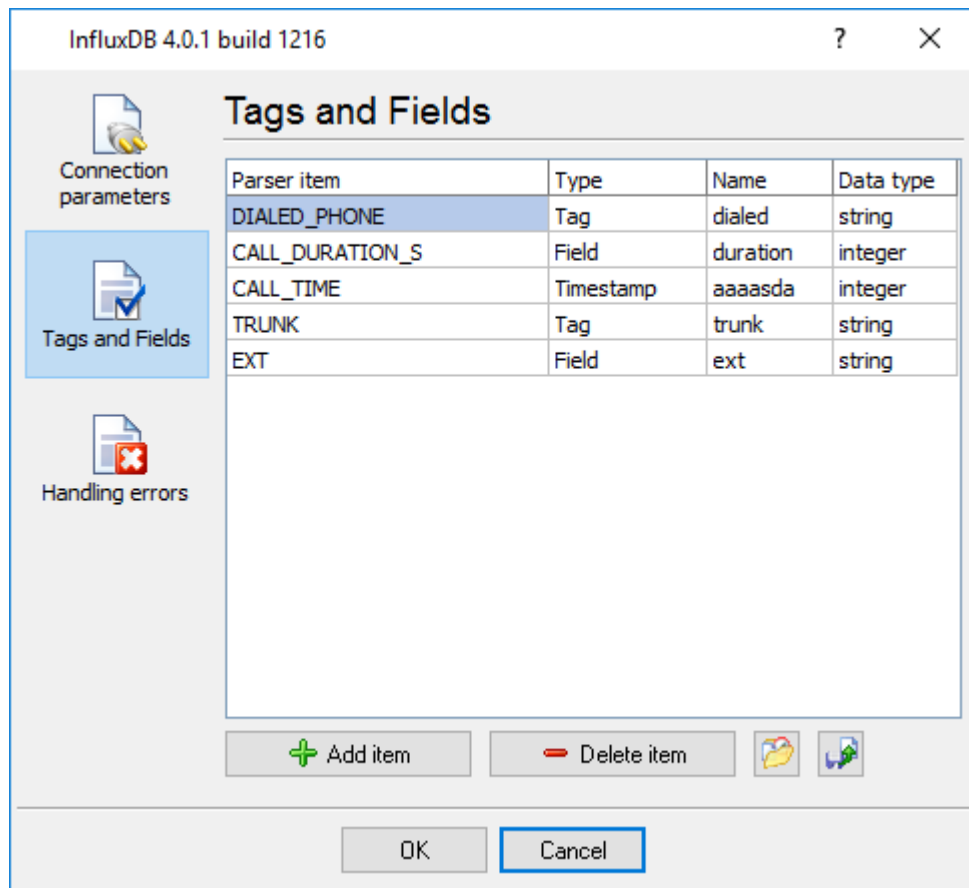 InfluxDB 4.0.1 build 1216 ?
Tags and Fields
Connection
parameters
Tags and Fields
Handling errors
Parser item Type Name Data type
DIALED_PHONE Tag dialed string
CALL_DURATION_S Field duration integer
CALL_TIME Timestamp aaaasda integer
TRUNK Tag trunk string
EXT Field ext string
Add item Delete item
OK Cancel